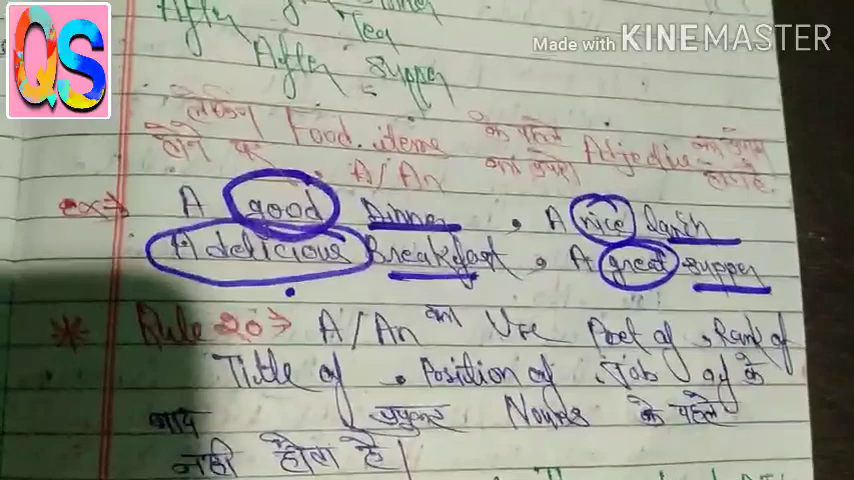 QS
Made with KINEMASTER
After
Tea
After supper
लेकिन Food items के पहले Adjective का प्रयोग
होने पर A/An का प्रयोग होता है.
ex⇒ A good Dinner , A nice Lunch
A delicious Breakfast , A great supper
* Rule 20⇒ A/An का Use Post of , Rank of
Title of , Position of , Job of के
बाद प्रयुक्त Nouns के पहले
नहीं होता है।